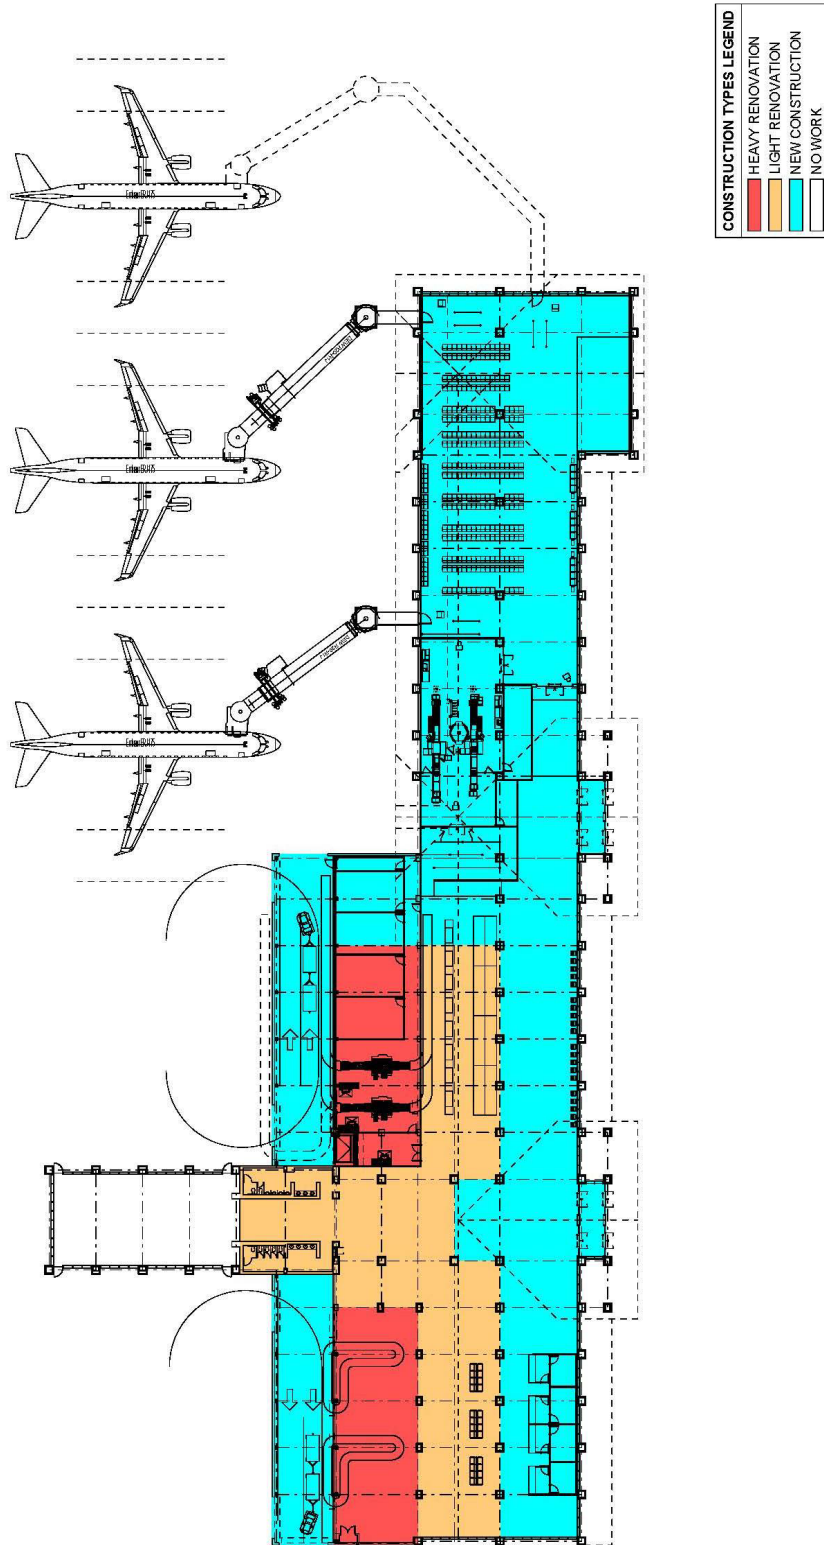 CONSTRUCTION TYPES LEGEND
HEAVY RENOVATION
LIGHT RENOVATION
NEW CONSTRUCTION
NO WORK